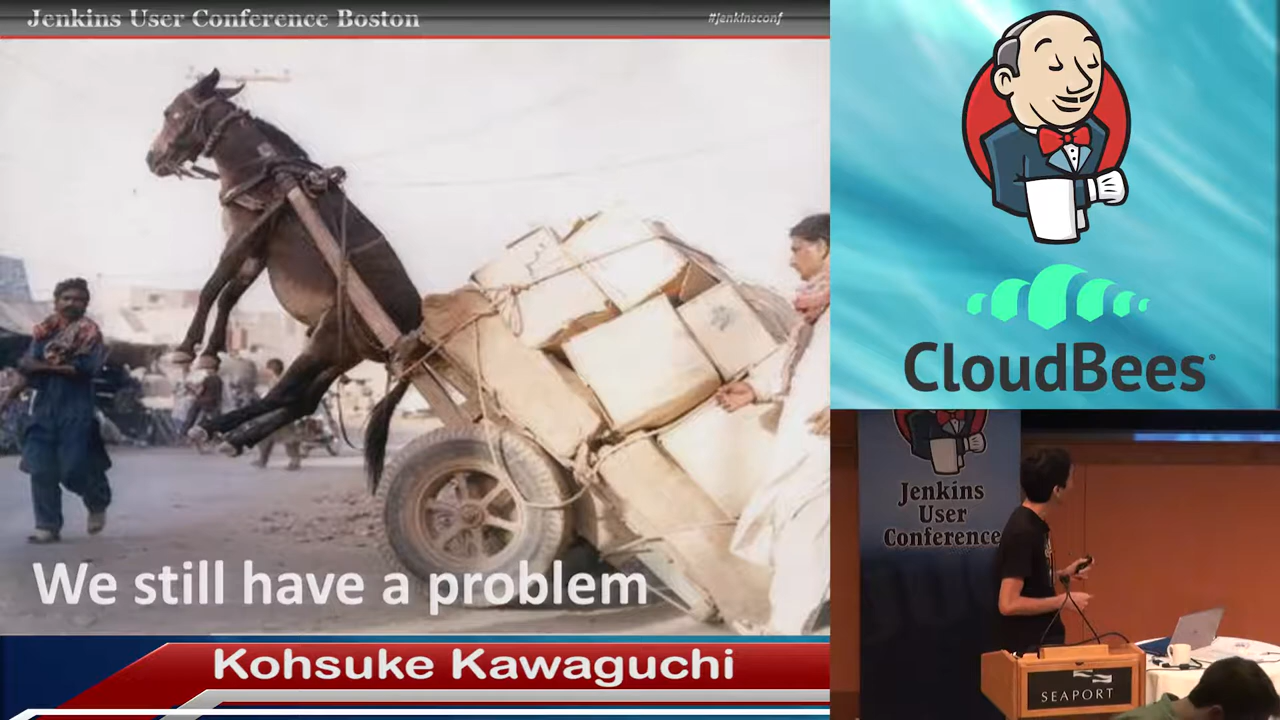 Jenkins User Conference Boston
#jenkinsconf
We still have a problem
Kohsuke Kawaguchi
CloudBees
Jenkins
User
Conference
SEAPORT